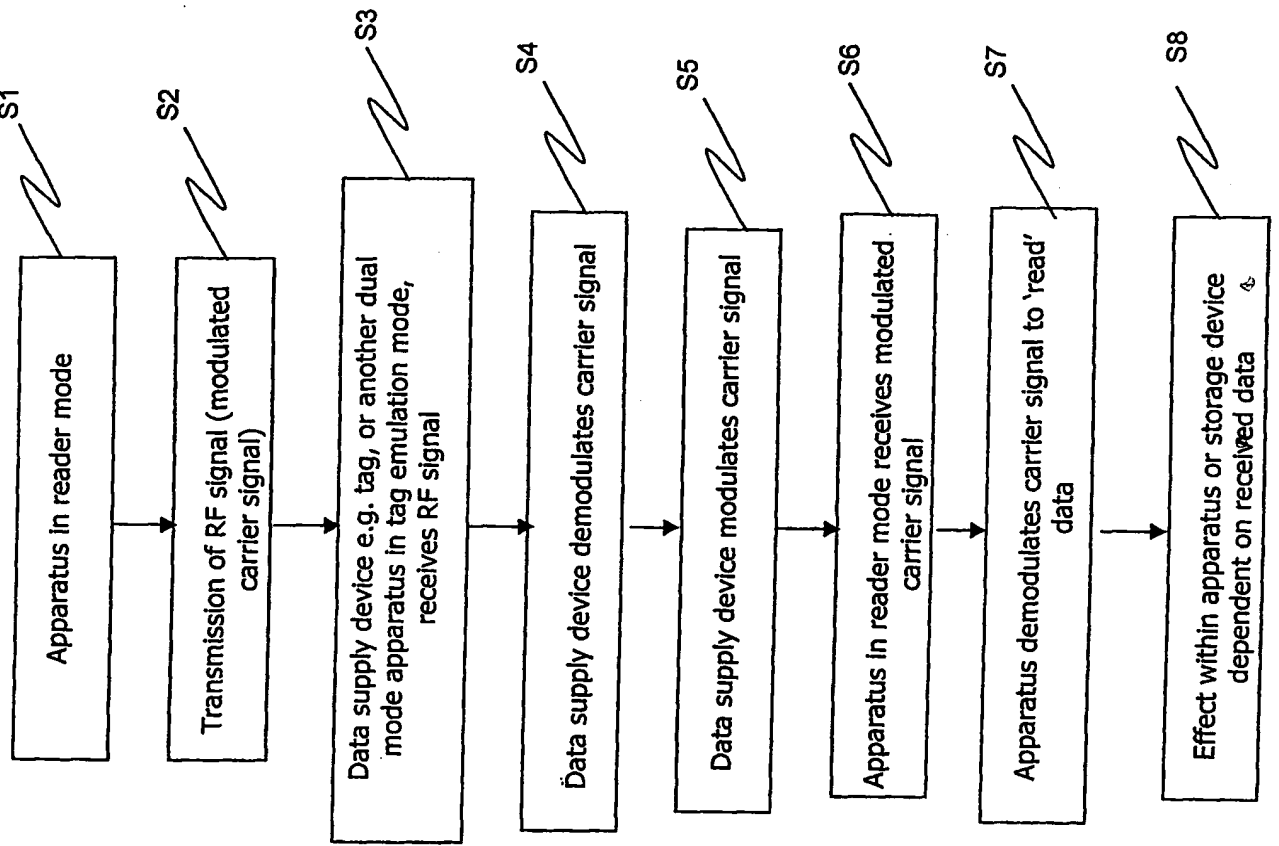 S1
Apparatus in reader mode
S2
Transmission of RF signal (modulated
carrier signal)
S3
Data supply device e.g. tag, or another dual
mode apparatus in tag emulation mode,
receives RF signal
S4
Data supply device demodulates carrier signal
S5
Data supply device modulates carrier signal
S6
Apparatus in reader mode receives modulated
carrier signal
S7
Apparatus demodulates carrier signal to 'read'
data
S8
Effect within apparatus or storage device
dependent on received data